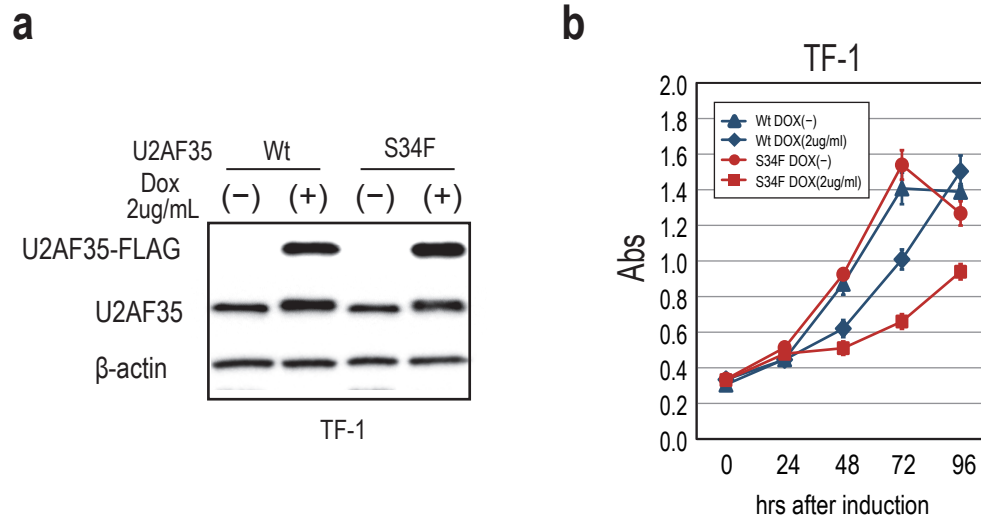 a
U2AF35 Wt S34F
Dox
2ug/mL (−) (+) (−) (+)
U2AF35-FLAG
U2AF35
β-actin
TF-1
b
TF-1
Wt DOX(−)
Wt DOX(2ug/ml)
S34F DOX(−)
S34F DOX(2ug/ml)
Abs
2.0
1.8
1.6
1.4
1.2
1.0
0.8
0.6
0.4
0.2
0.0
0 24 48 72 96
hrs after induction